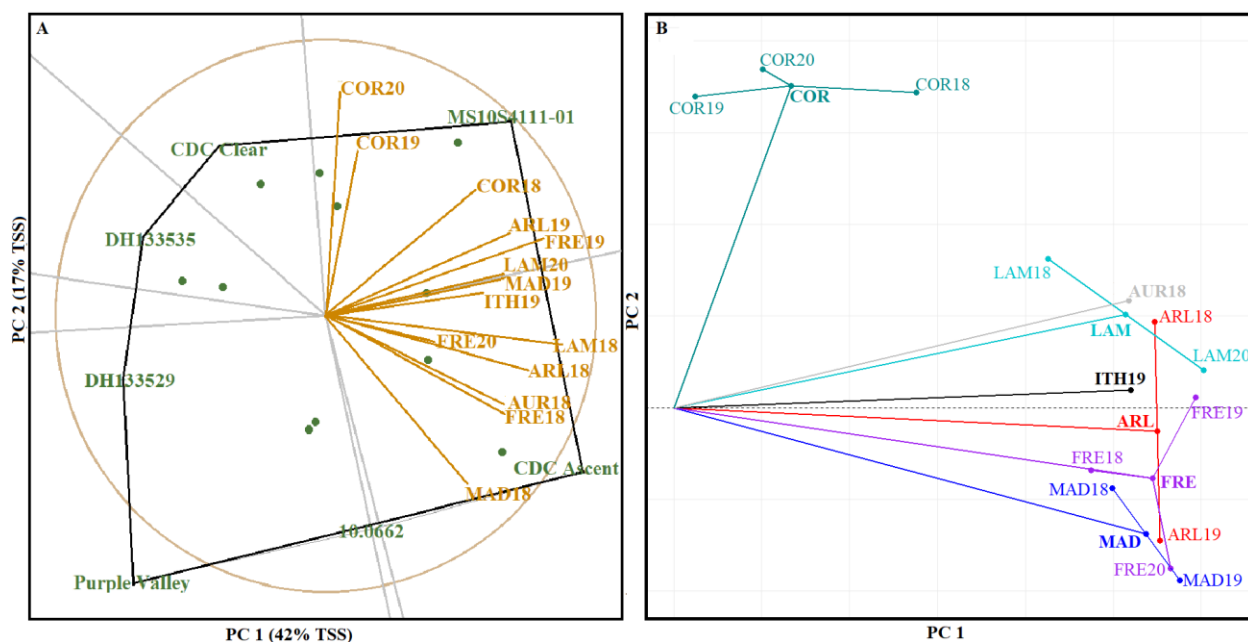 A
COR20
MS10S4111-01
CDC Clear
COR19
COR18
ARL19
DH133535
FRE19
LAM20
MAD19
ITH19
FRE20
LAM18
ARL18
DH133529
AUR18
FRE18
CDC Ascent
MAD18
10.0662
Purple Valley
PC 2 (17% TSS)
PC 1 (42% TSS)
B
COR20
COR18
COR19
COR
LAM18
AUR18
ARL18
LAM
LAM20
ITH19
FRE19
ARL
FRE18
FRE
MAD18
MAD
ARL19
FRE20
MAD19
PC 2
PC 1